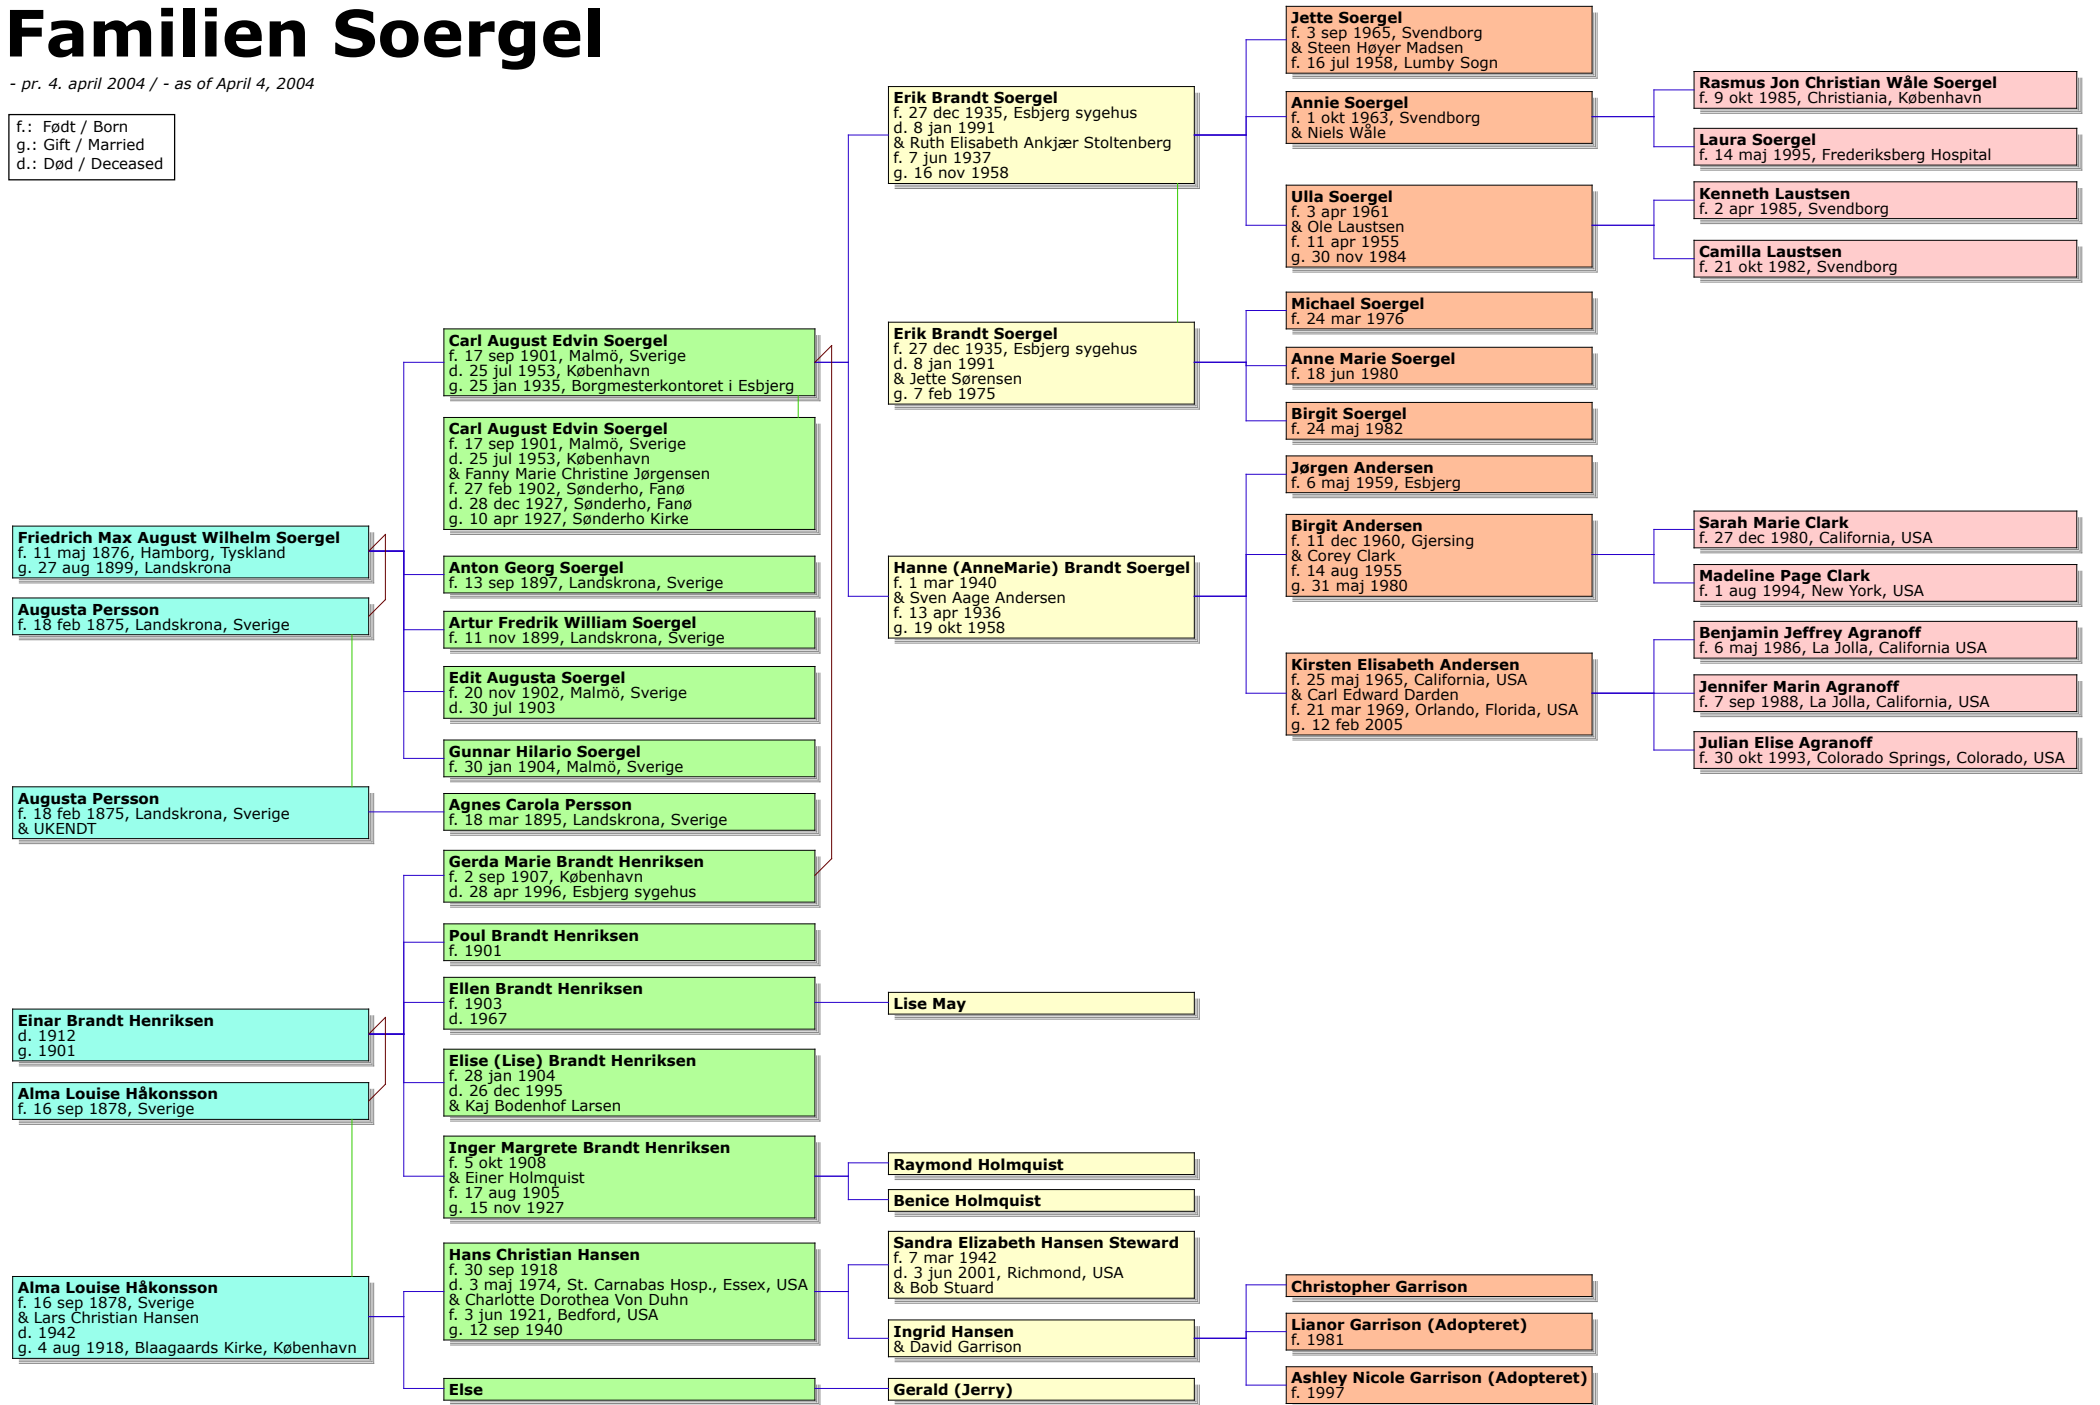 Familien Soergel
- pr. 4. april 2004 / - as of April 4, 2004
f.: Født / Born
g.: Gift / Married
d.: Død / Deceased
Friedrich Max August Wilhelm Soergel
f. 11 maj 1876, Hamborg, Tyskland
g. 27 aug 1899, Landskrona
Augusta Persson
f. 18 feb 1875, Landskrona, Sverige
Augusta Persson
f. 18 feb 1875, Landskrona, Sverige
& UKENDT
Einar Brandt Henriksen
d. 1912
g. 1901
Alma Louise Håkonsson
f. 16 sep 1878, Sverige
Alma Louise Håkonsson
f. 16 sep 1878, Sverige
& Lars Christian Hansen
d. 1942
g. 4 aug 1918, Blaagaards Kirke, København
Carl August Edvin Soergel
f. 17 sep 1901, Malmö, Sverige
d. 25 jul 1953, København
g. 25 jan 1935, Borgmesterkontoret i Esbjerg
Carl August Edvin Soergel
f. 17 sep 1901, Malmö, Sverige
d. 25 jul 1953, København
& Fanny Marie Christine Jørgensen
f. 27 feb 1902, Sønderho, Fanø
d. 28 dec 1927, Sønderho, Fanø
g. 10 apr 1927, Sønderho Kirke
Anton Georg Soergel
f. 13 sep 1897, Landskrona, Sverige
Artur Fredrik William Soergel
f. 11 nov 1899, Landskrona, Sverige
Edit Augusta Soergel
f. 20 nov 1902, Malmö, Sverige
d. 30 jul 1903
Gunnar Hilario Soergel
f. 30 jan 1904, Malmö, Sverige
Agnes Carola Persson
f. 18 mar 1895, Landskrona, Sverige
Gerda Marie Brandt Henriksen
f. 2 sep 1907, København
d. 28 apr 1996, Esbjerg sygehus
Poul Brandt Henriksen
f. 1901
Ellen Brandt Henriksen
f. 1903
d. 1967
Elise (Lise) Brandt Henriksen
f. 28 jan 1904
d. 26 dec 1995
& Kaj Bodenhof Larsen
Inger Margrete Brandt Henriksen
f. 5 okt 1908
& Einer Holmquist
f. 17 aug 1905
g. 15 nov 1927
Hans Christian Hansen
f. 30 sep 1918
d. 3 maj 1974, St. Carnabas Hosp., Essex, USA
& Charlotte Dorothea Von Duhn
f. 3 jun 1921, Bedford, USA
g. 12 sep 1940
Else
Erik Brandt Soergel
f. 27 dec 1935, Esbjerg sygehus
d. 8 jan 1991
& Ruth Elisabeth Ankjær Stoltenberg
f. 7 jun 1937
g. 16 nov 1958
Erik Brandt Soergel
f. 27 dec 1935, Esbjerg sygehus
d. 8 jan 1991
& Jette Sørensen
g. 7 feb 1975
Hanne (AnneMarie) Brandt Soergel
f. 1 mar 1940
& Sven Aage Andersen
f. 13 apr 1936
g. 19 okt 1958
Lise May
Raymond Holmquist
Benice Holmquist
Sandra Elizabeth Hansen Steward
f. 7 mar 1942
d. 3 jun 2001, Richmond, USA
& Bob Stuard
Ingrid Hansen
& David Garrison
Gerald (Jerry)
Jette Soergel
f. 3 sep 1965, Svendborg
& Steen Høyer Madsen
f. 16 jul 1958, Lumby Sogn
Annie Soergel
f. 1 okt 1963, Svendborg
& Niels Wåle
Ulla Soergel
f. 3 apr 1961
& Ole Laustsen
f. 11 apr 1955
g. 30 nov 1984
Michael Soergel
f. 24 mar 1976
Anne Marie Soergel
f. 18 jun 1980
Birgit Soergel
f. 24 maj 1982
Jørgen Andersen
f. 6 maj 1959, Esbjerg
Birgit Andersen
f. 11 dec 1960, Gjersing
& Corey Clark
f. 14 aug 1955
g. 31 maj 1980
Kirsten Elisabeth Andersen
f. 25 maj 1965, California, USA
& Carl Edward Darden
f. 21 mar 1969, Orlando, Florida, USA
g. 12 feb 2005
Christopher Garrison
Lianor Garrison (Adopteret)
f. 1981
Ashley Nicole Garrison (Adopteret)
f. 1997
Rasmus Jon Christian Wåle Soergel
f. 9 okt 1985, Christiania, København
Laura Soergel
f. 14 maj 1995, Frederiksberg Hospital
Kenneth Laustsen
f. 2 apr 1985, Svendborg
Camilla Laustsen
f. 21 okt 1982, Svendborg
Sarah Marie Clark
f. 27 dec 1980, California, USA
Madeline Page Clark
f. 1 aug 1994, New York, USA
Benjamin Jeffrey Agranoff
f. 6 maj 1986, La Jolla, California USA
Jennifer Marin Agranoff
f. 7 sep 1988, La Jolla, California, USA
Julian Elise Agranoff
f. 30 okt 1993, Colorado Springs, Colorado, USA